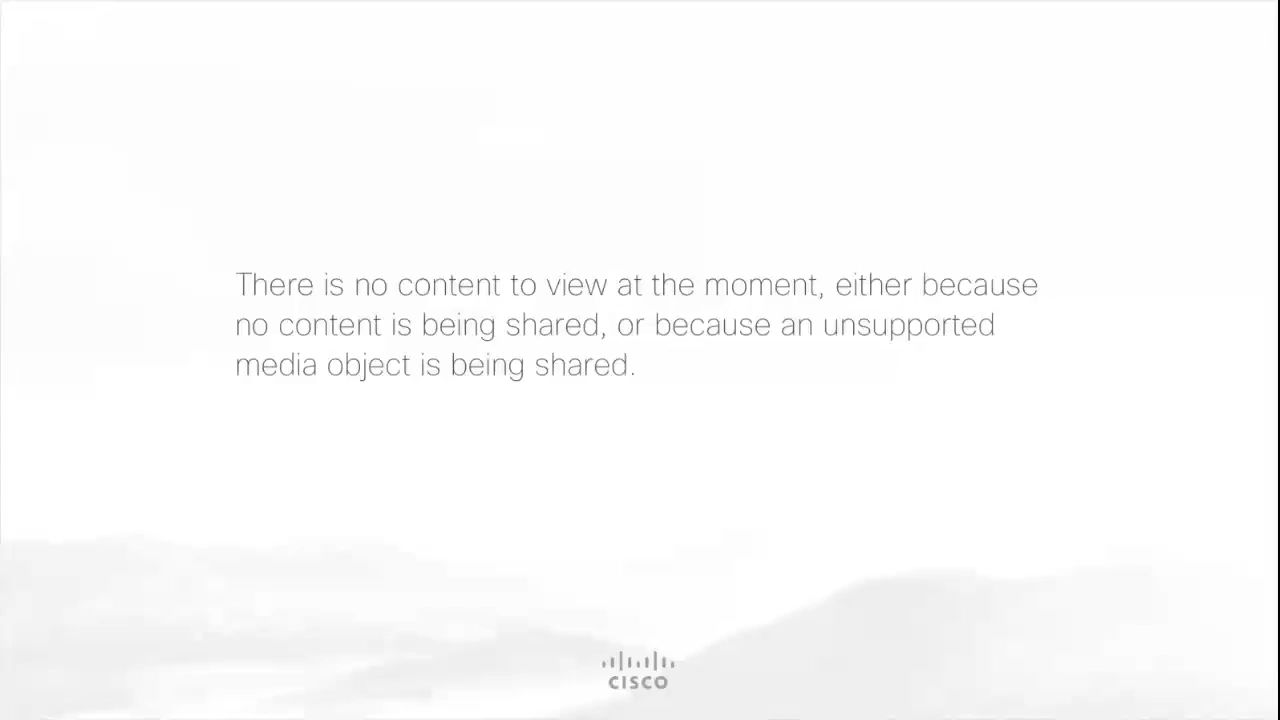 There is no content to view at the moment, either because
no content is being shared, or because an unsupported
media object is being shared.
CISCO